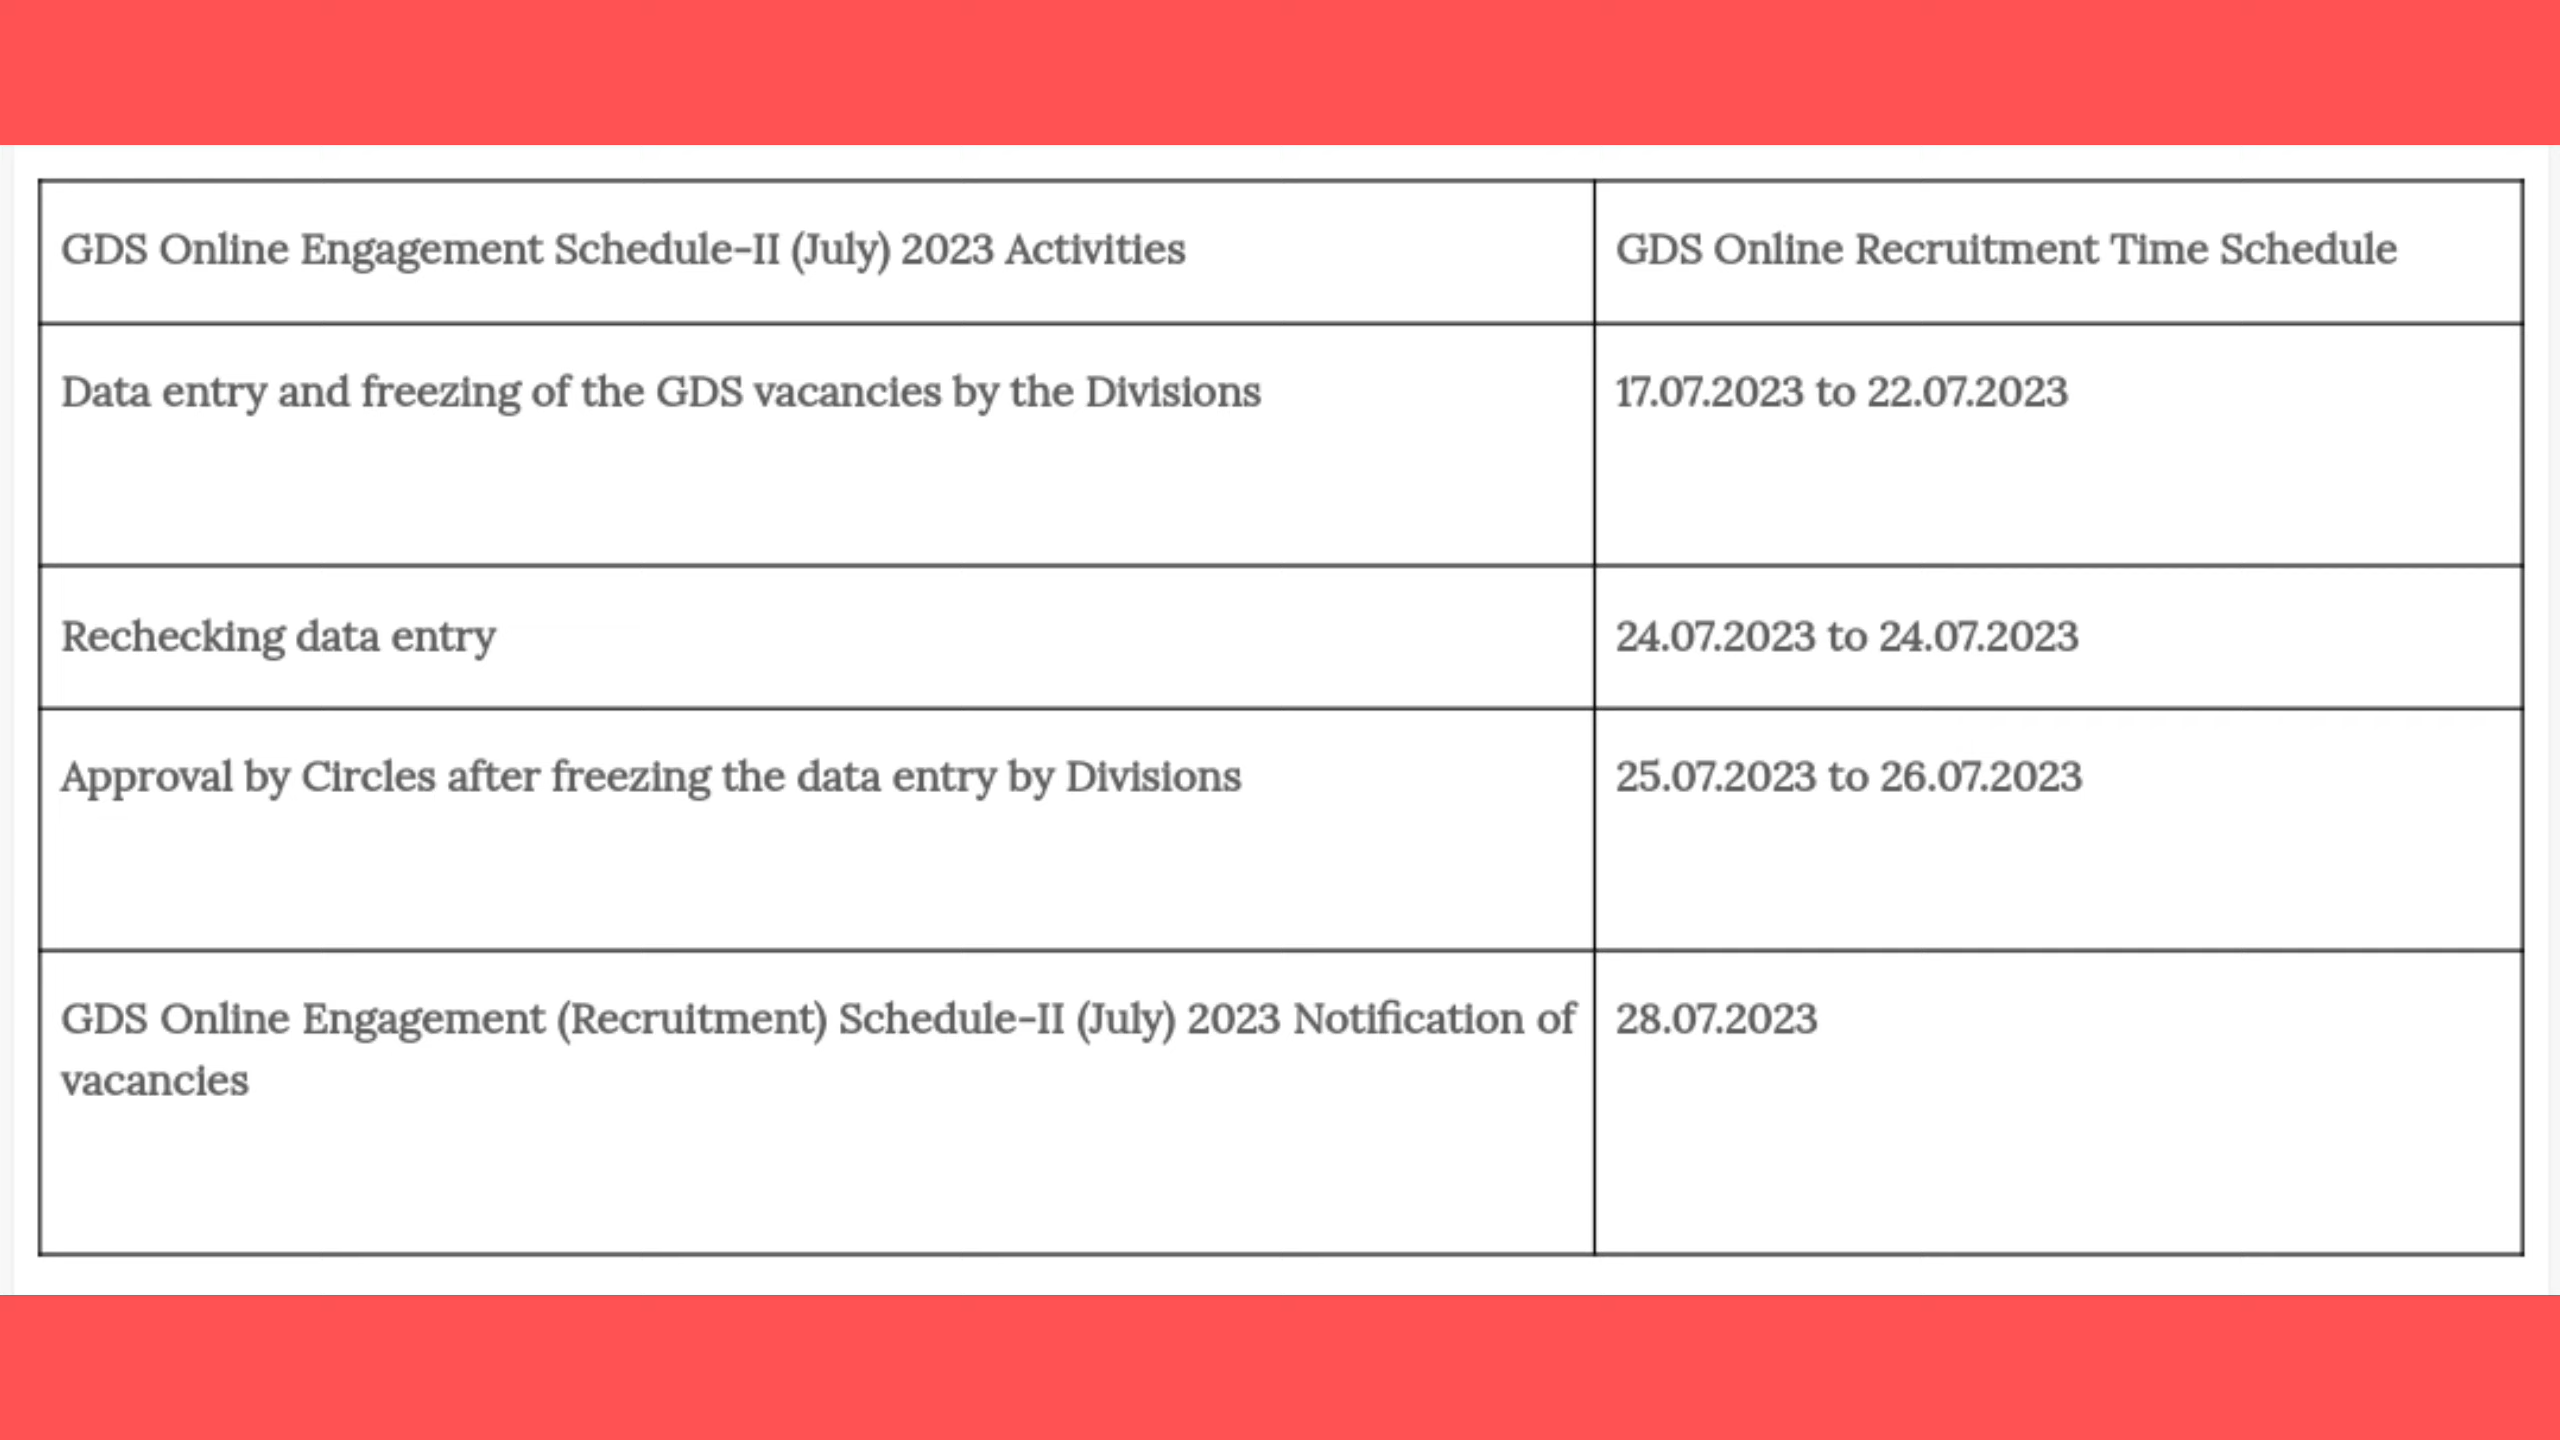 GDS Online Engagement Schedule-II (July) 2023 Activities
GDS Online Recruitment Time Schedule
Data entry and freezing of the GDS vacancies by the Divisions
17.07.2023 to 22.07.2023
Rechecking data entry
24.07.2023 to 24.07.2023
Approval by Circles after freezing the data entry by Divisions
25.07.2023 to 26.07.2023
GDS Online Engagement (Recruitment) Schedule-II (July) 2023 Notification of
vacancies
28.07.2023